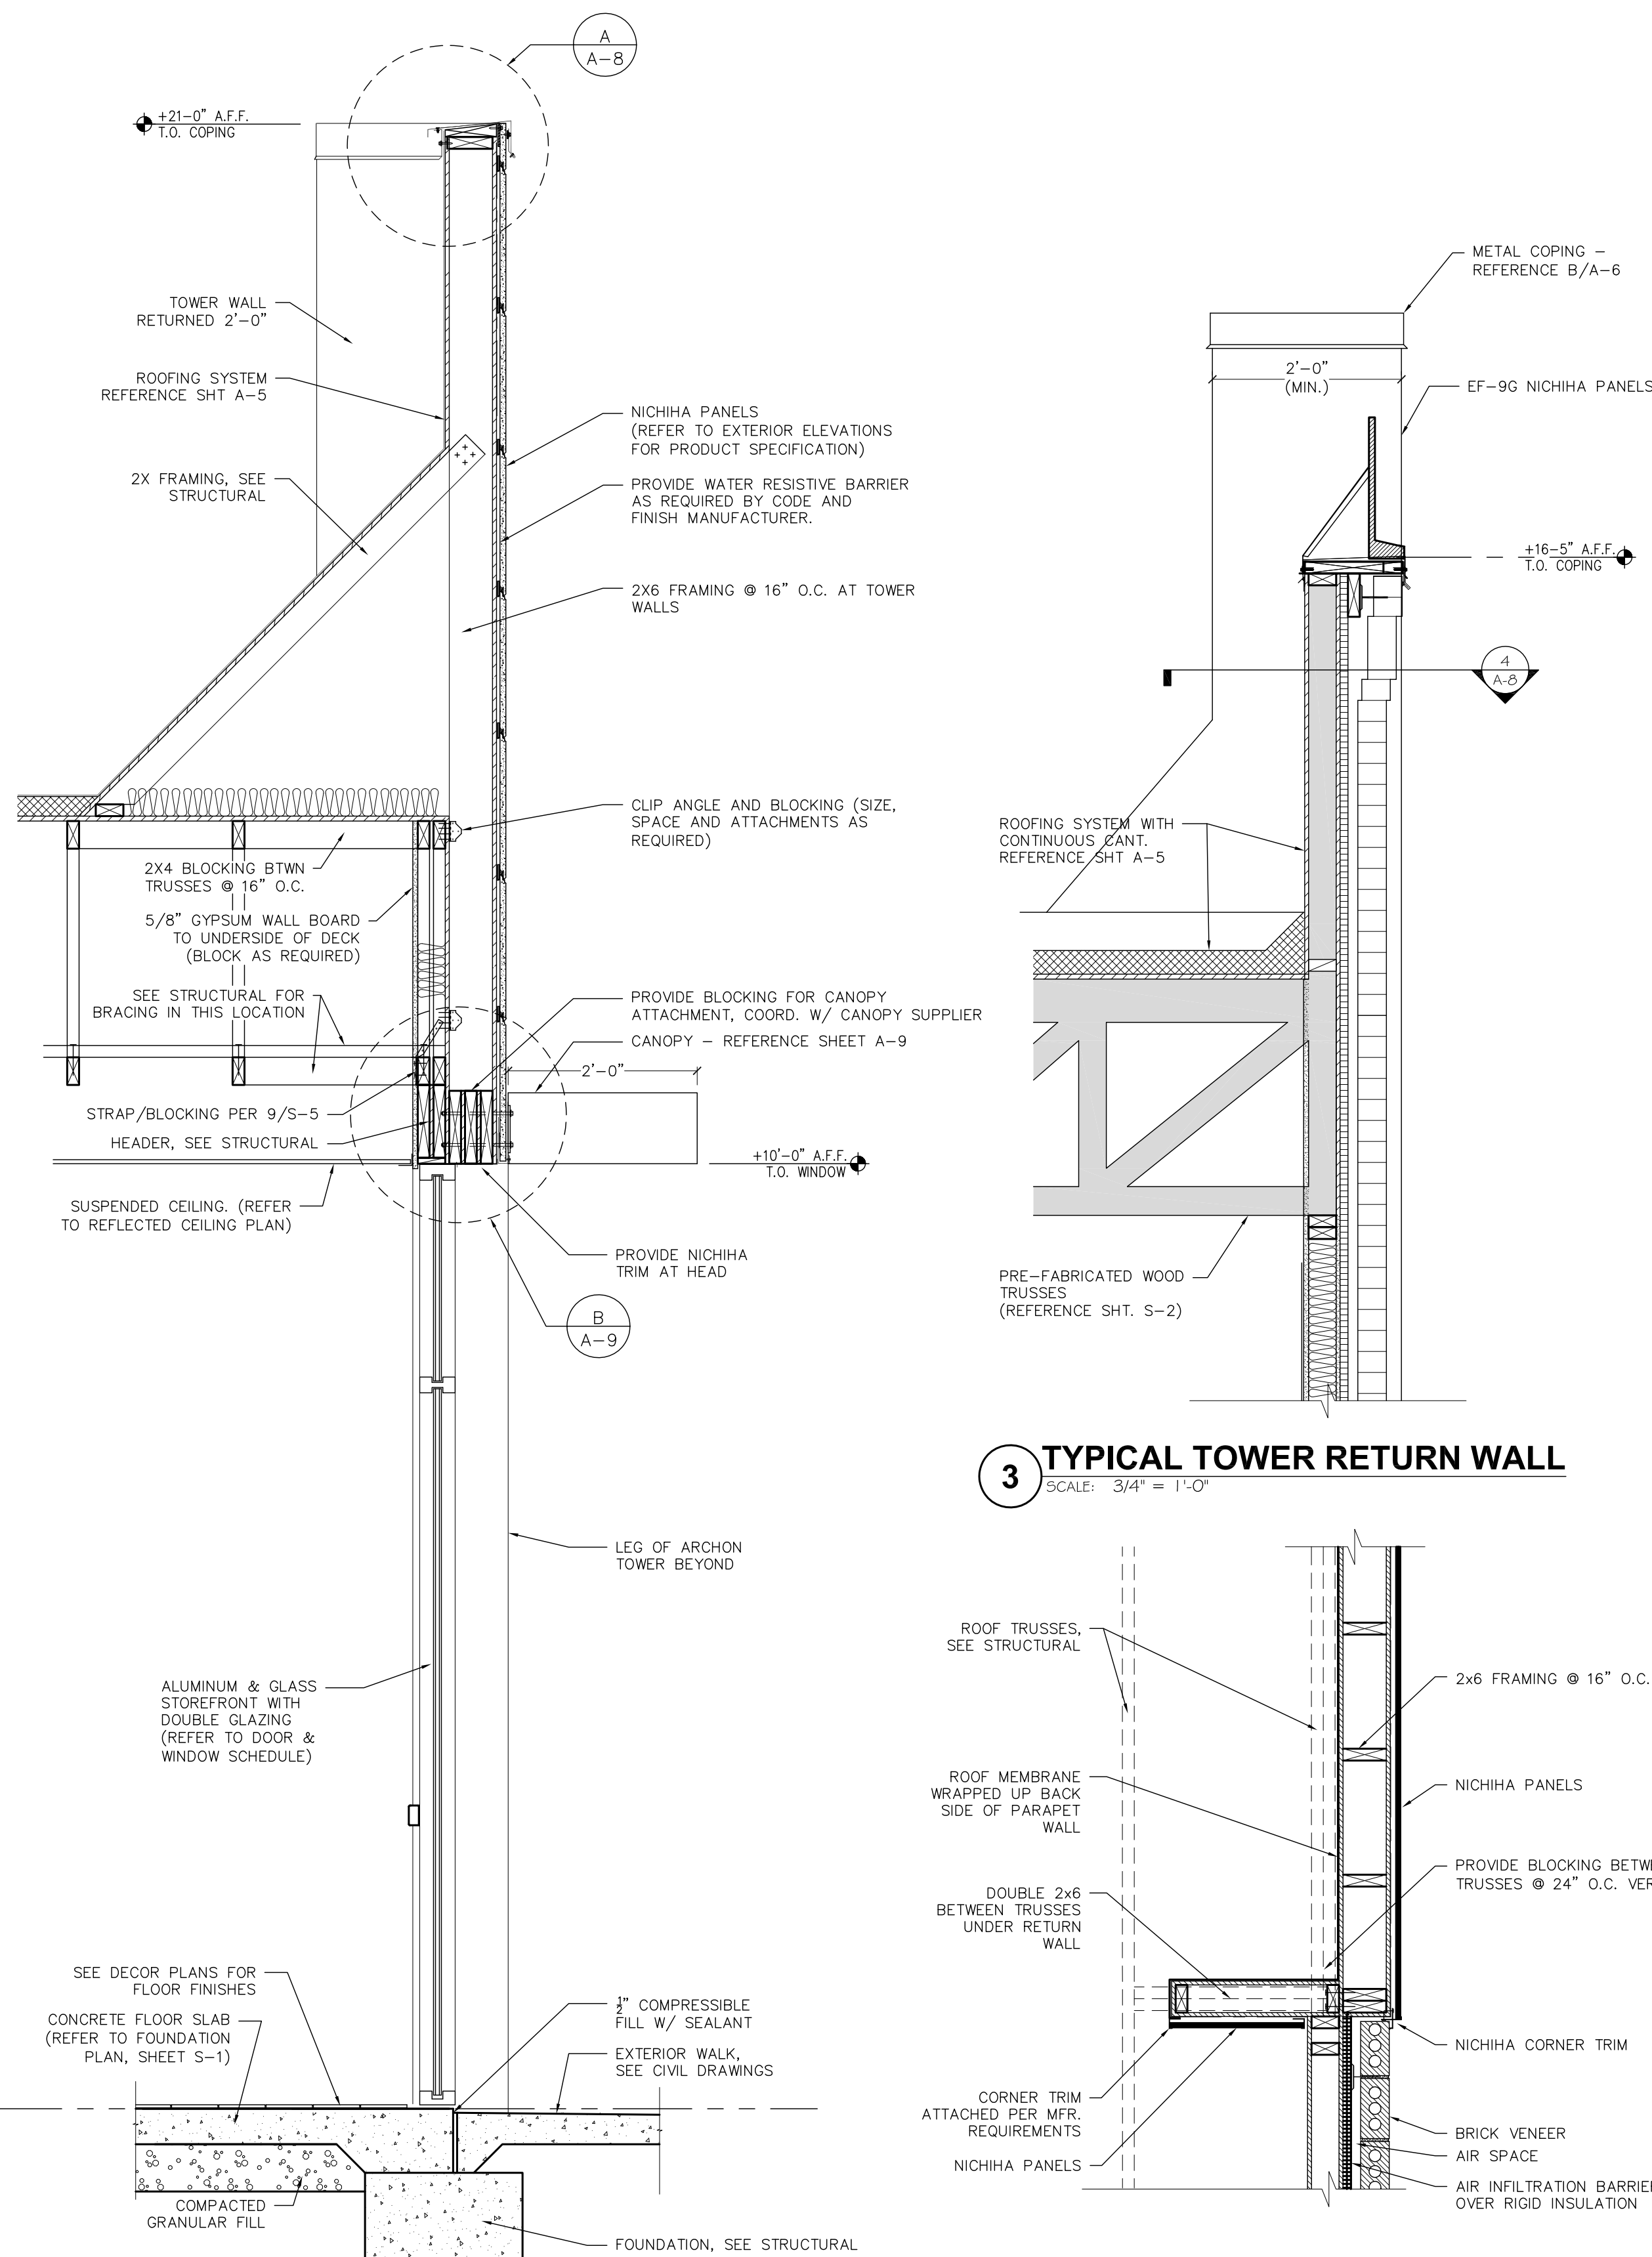 A
A-8
+21-0" A.F.F.
T.O. COPING
TOWER WALL
RETURNED 2'-0"
ROOFING SYSTEM
REFERENCE SHT A-5
2X FRAMING, SEE
STRUCTURAL
NICHIHA PANELS
(REFER TO EXTERIOR ELEVATIONS
FOR PRODUCT SPECIFICATION)
PROVIDE WATER RESISTIVE BARRIER
AS REQUIRED BY CODE AND
FINISH MANUFACTURER.
2X6 FRAMING @ 16" O.C. AT TOWER
WALLS
CLIP ANGLE AND BLOCKING (SIZE,
SPACE AND ATTACHMENTS AS
REQUIRED)
2X4 BLOCKING BTWN
TRUSSES @ 16" O.C.
5/8" GYPSUM WALL BOARD
TO UNDERSIDE OF DECK
(BLOCK AS REQUIRED)
SEE STRUCTURAL FOR
BRACING IN THIS LOCATION
PROVIDE BLOCKING FOR CANOPY
ATTACHMENT, COORD. W/ CANOPY SUPPLIER
CANOPY - REFERENCE SHEET A-9
2'-0"
STRAP/BLOCKING PER 9/S-5
HEADER, SEE STRUCTURAL
+10'-0" A.F.F.
T.O. WINDOW
SUSPENDED CEILING. (REFER
TO REFLECTED CEILING PLAN)
PROVIDE NICHIHA
TRIM AT HEAD
B
A-9
LEG OF ARCHON
TOWER BEYOND
ALUMINUM & GLASS
STOREFRONT WITH
DOUBLE GLAZING
(REFER TO DOOR &
WINDOW SCHEDULE)
SEE DECOR PLANS FOR
FLOOR FINISHES
CONCRETE FLOOR SLAB
(REFER TO FOUNDATION
PLAN, SHEET S-1)
½" COMPRESSIBLE
FILL W/ SEALANT
EXTERIOR WALK,
SEE CIVIL DRAWINGS
COMPACTED
GRANULAR FILL
FOUNDATION, SEE STRUCTURAL
METAL COPING -
REFERENCE B/A-6
2'-0"
(MIN.)
EF-9G NICHIHA PANELS
+16-5" A.F.F.
T.O. COPING
4
A-8
ROOFING SYSTEM WITH
CONTINUOUS CANT.
REFERENCE SHT A-5
PRE-FABRICATED WOOD
TRUSSES
(REFERENCE SHT. S-2)
3 TYPICAL TOWER RETURN WALL
SCALE: 3/4" = 1'-0"
ROOF TRUSSES,
SEE STRUCTURAL
2x6 FRAMING @ 16" O.C.
ROOF MEMBRANE
WRAPPED UP BACK
SIDE OF PARAPET
WALL
NICHIHA PANELS
PROVIDE BLOCKING
TRUSSES @ 24" O.C.
DOUBLE 2x6
BETWEEN TRUSSES
UNDER RETURN
WALL
NICHIHA CORNER TRIM
CORNER TRIM
ATTACHED PER MFR.
REQUIREMENTS
NICHIHA PANELS
BRICK VENEER
AIR SPACE
AIR INFILTRATION
OVER RIGID INSULATION